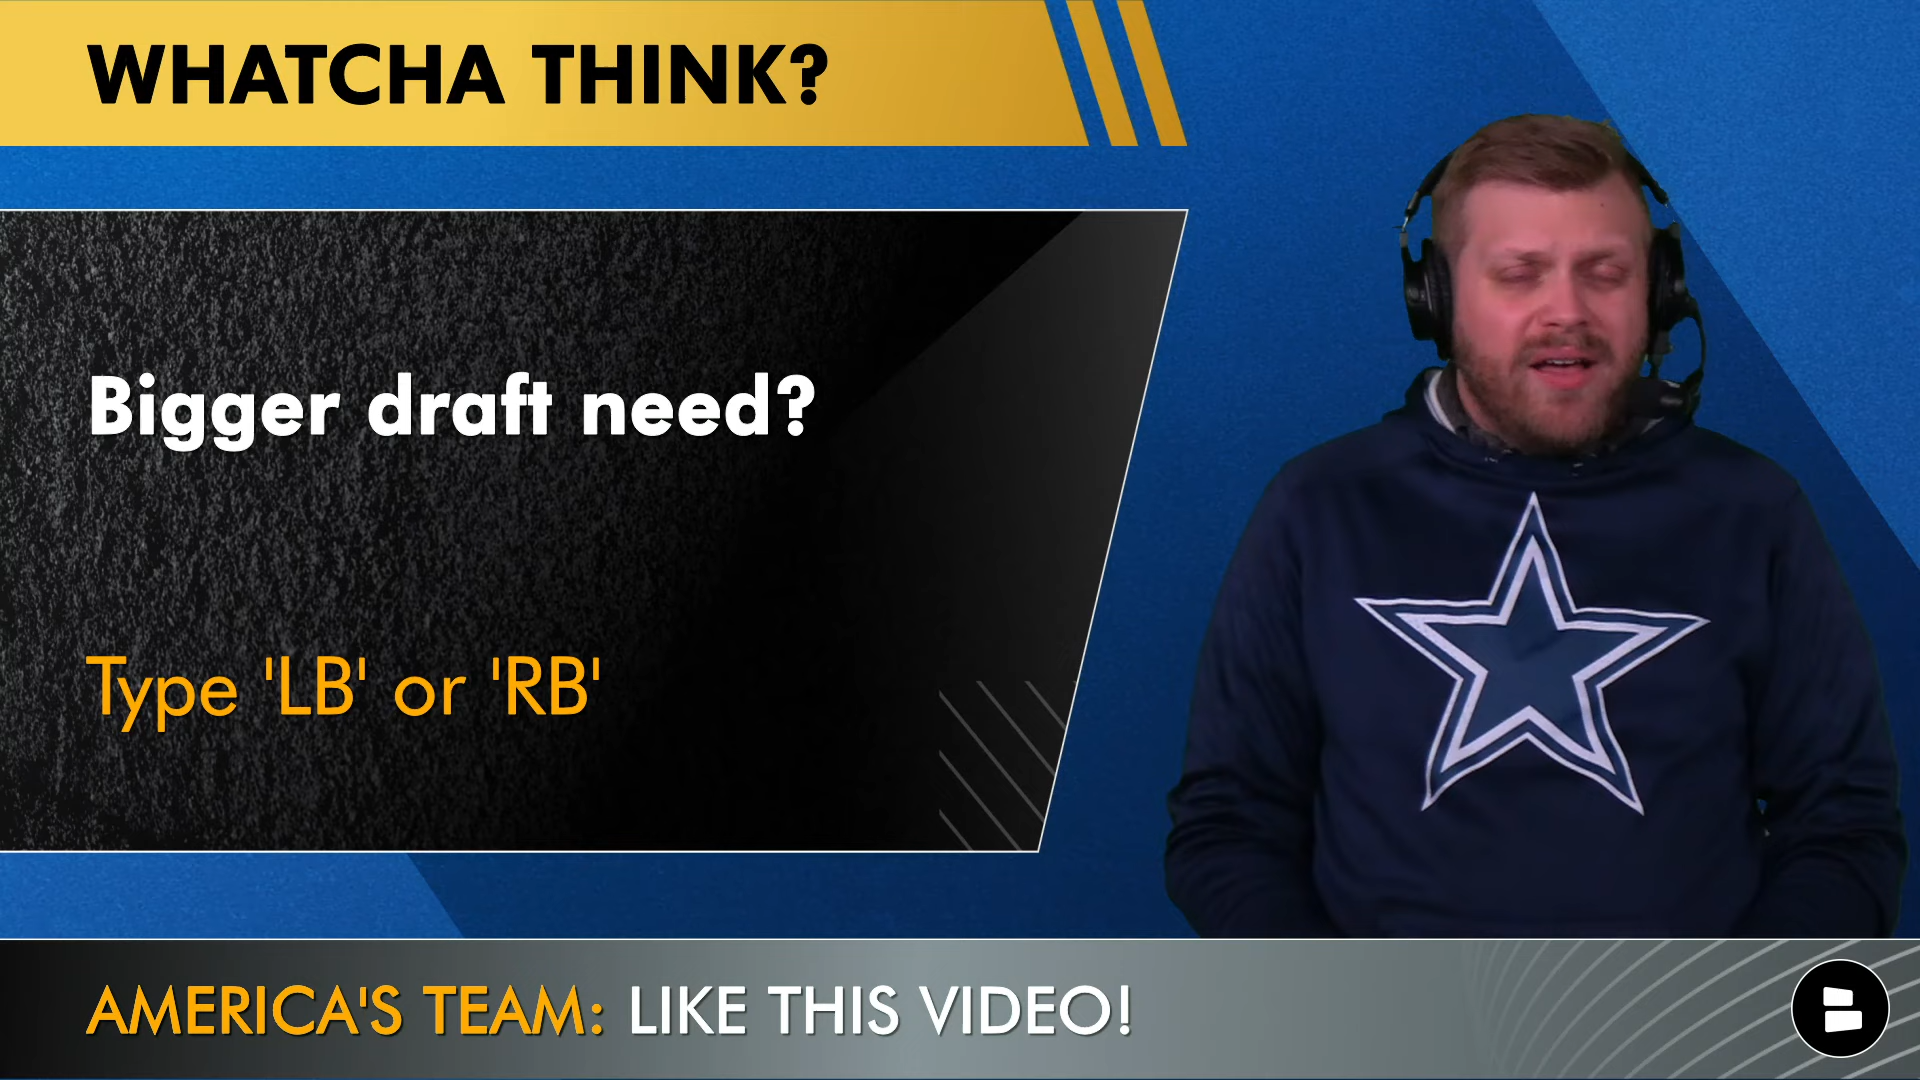 WHATCHA THINK?
Bigger draft need?
Type 'LB' or 'RB'
AMERICA'S TEAM: LIKE THIS VIDEO!